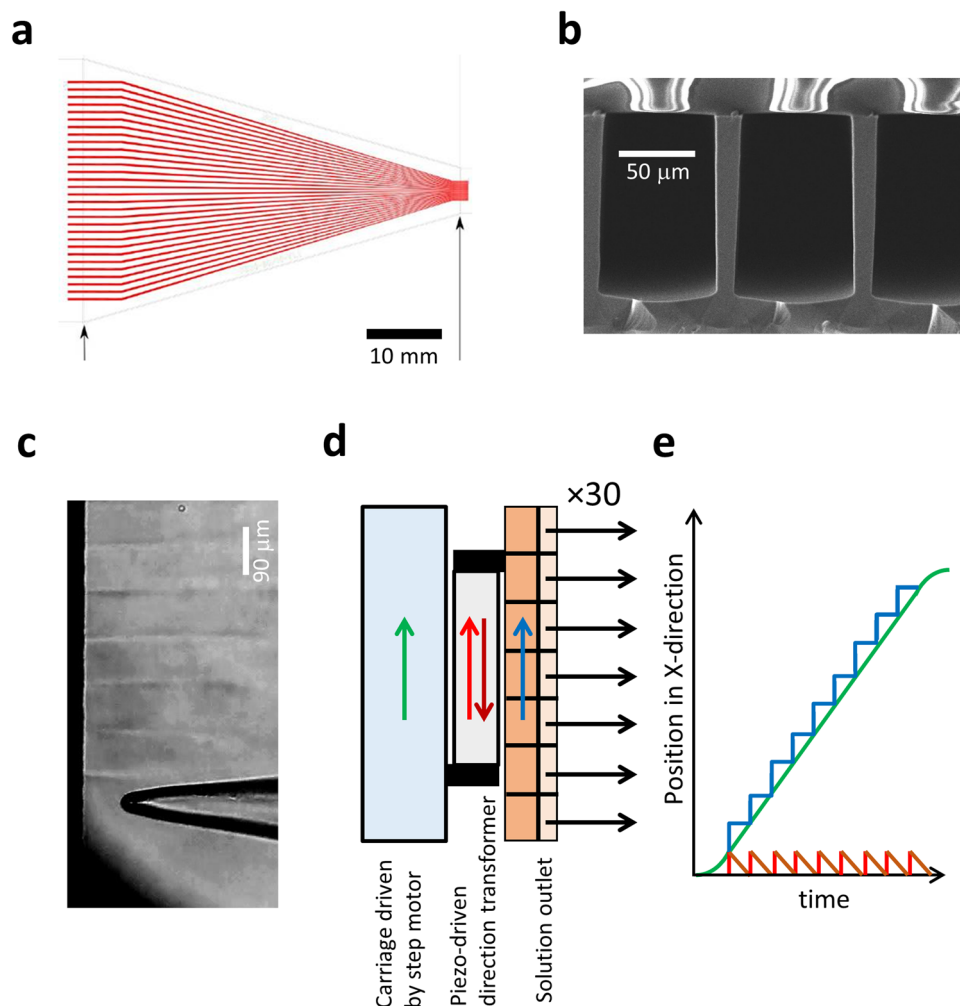 a
b
10 mm
50 μm
c
d
e
90 μm
×30
Carriage driven
by step motor
Piezo-driven
direction transformer
Solution outlet
Position in X-direction
time